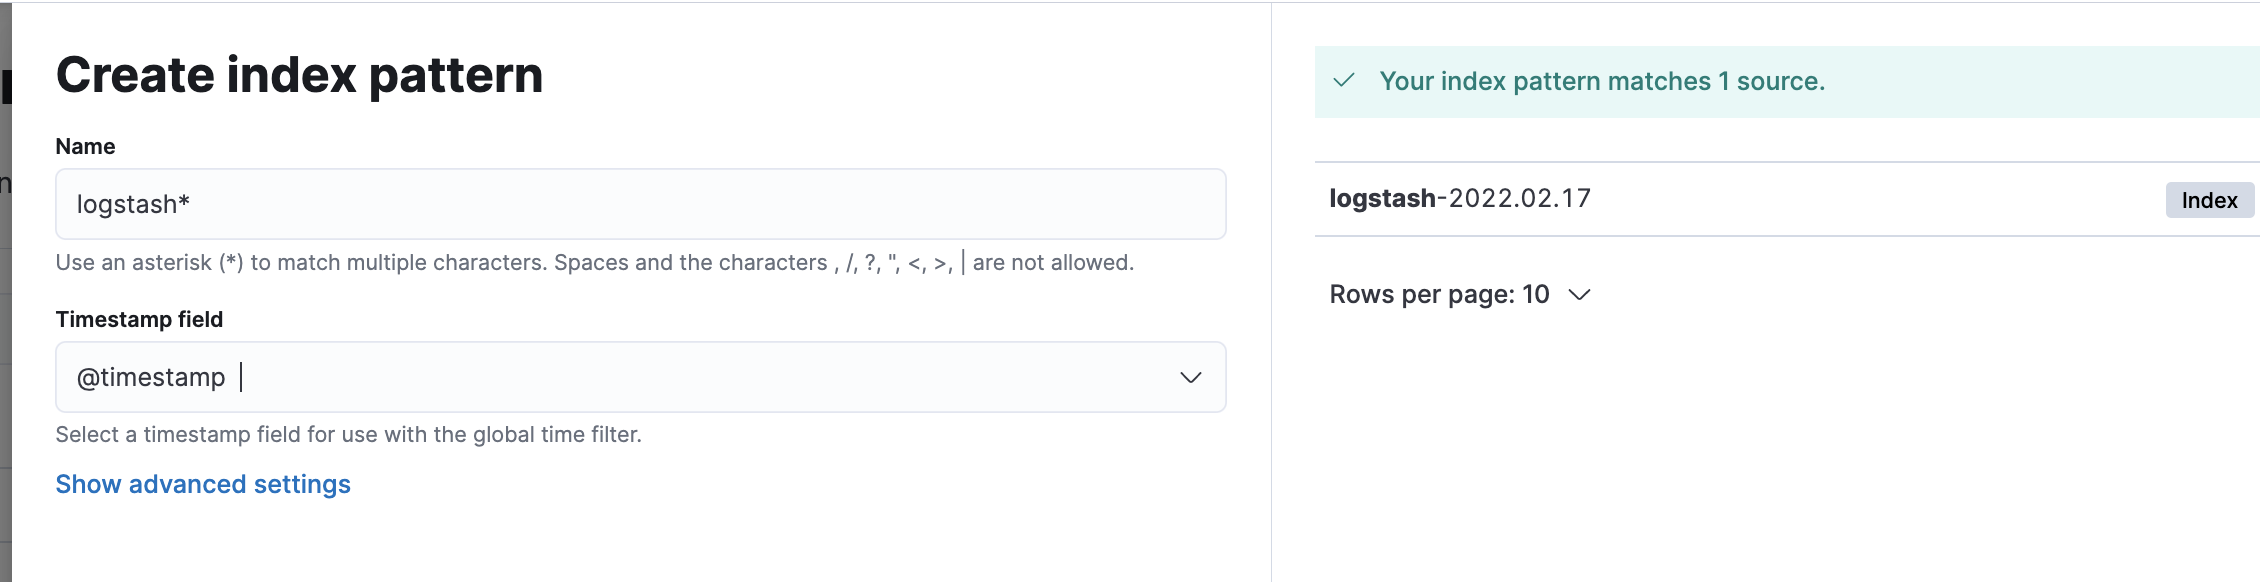 Create index pattern
Name
logstash*
Use an asterisk (*) to match multiple characters. Spaces and the characters , /, ?, ", <, >, | are not allowed.
Timestamp field
@timestamp
Select a timestamp field for use with the global time filter.
Show advanced settings
Your index pattern matches 1 source.
logstash-2022.02.17 Index
Rows per page: 10